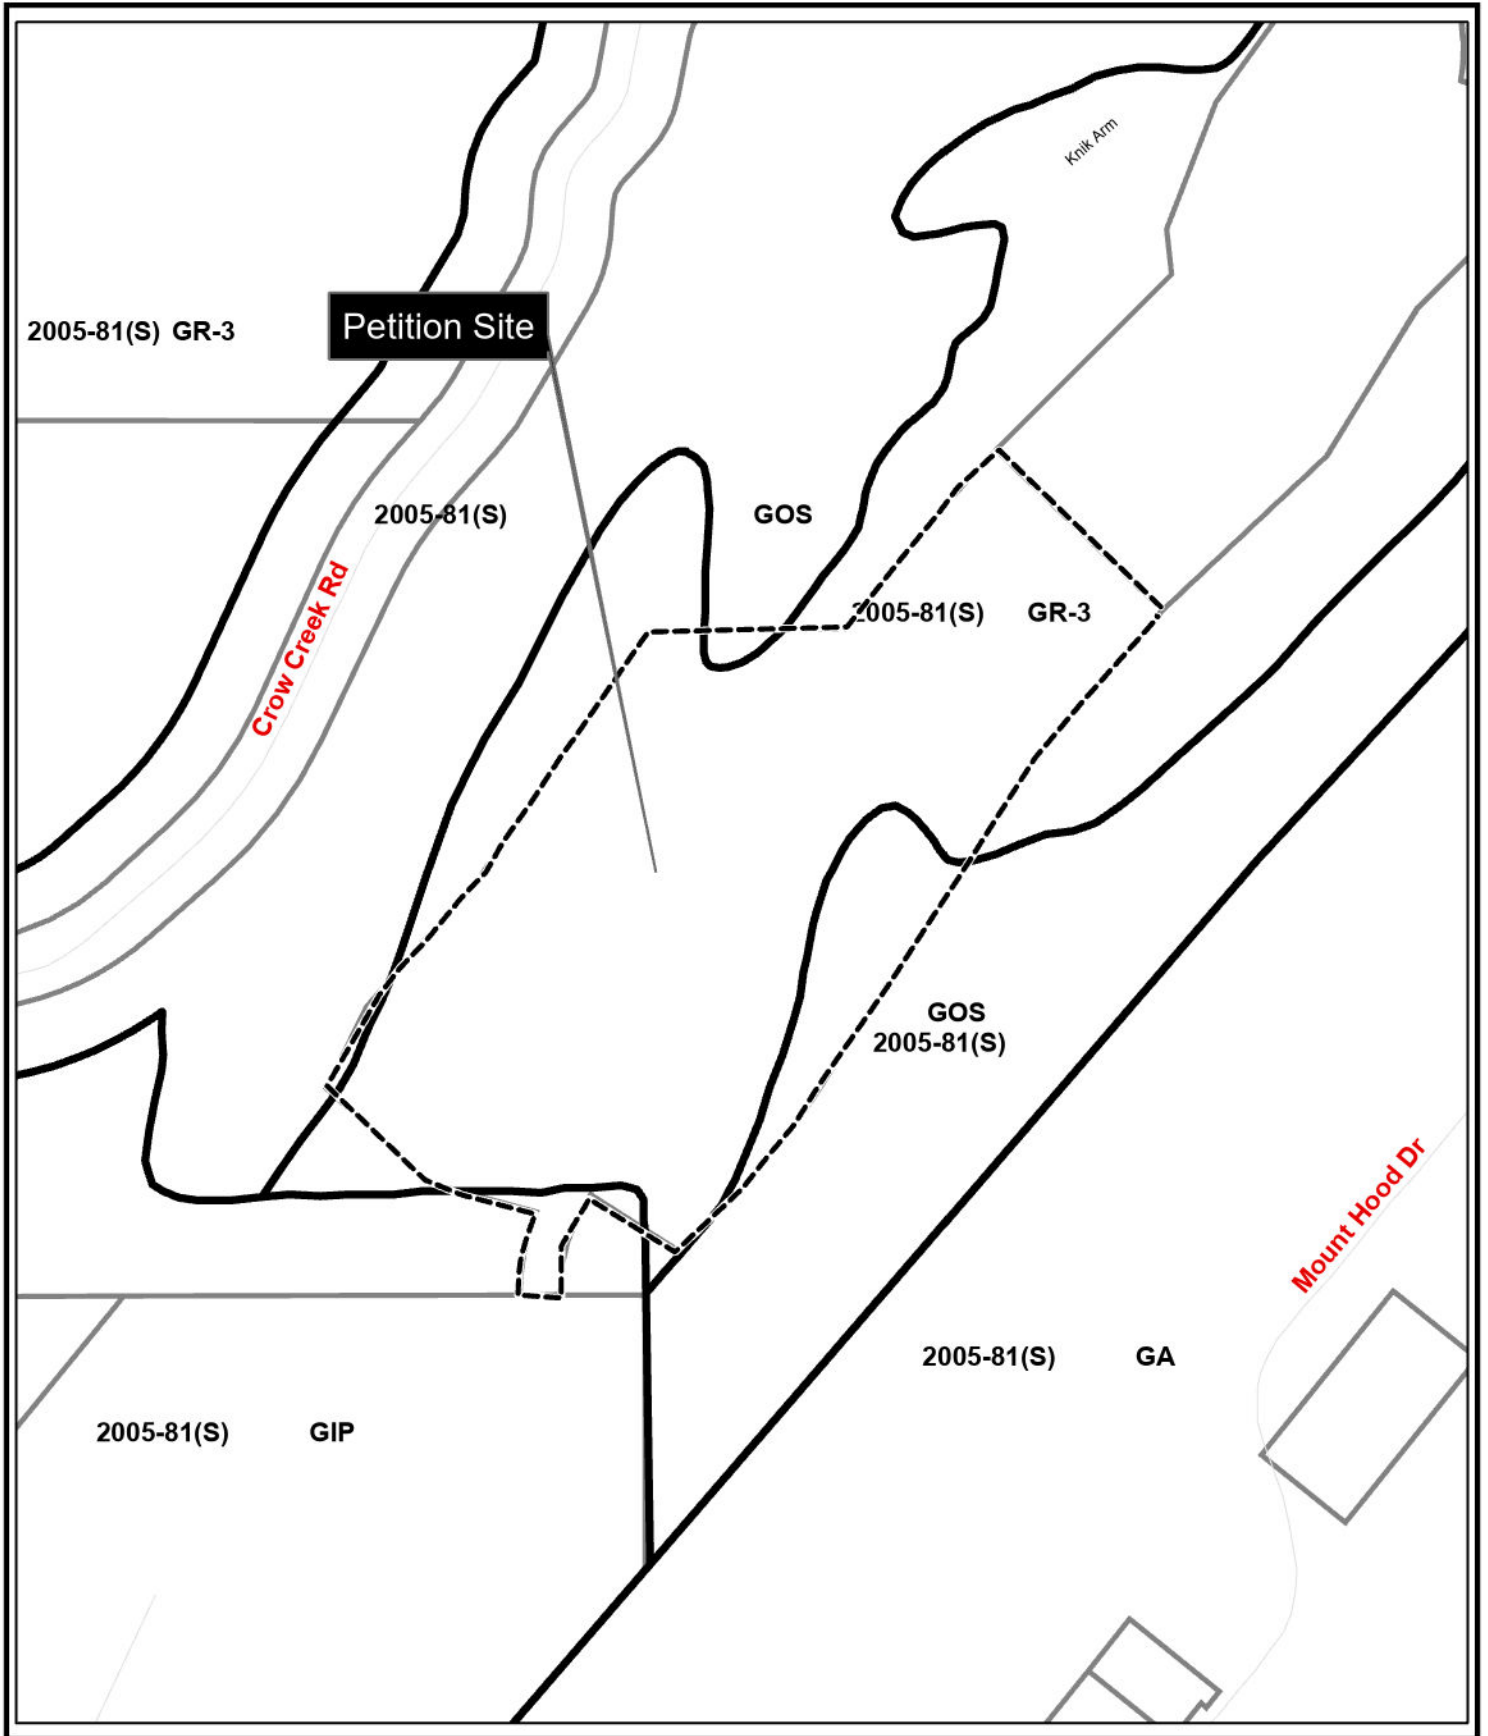 Knik Arm
2005-81(S) GR-3
Petition Site
2005-81(S)
GOS
2005-81(S) GR-3
Crow Creek Rd
GOS
2005-81(S)
Mount Hood Dr
2005-81(S) GA
2005-81(S) GIP